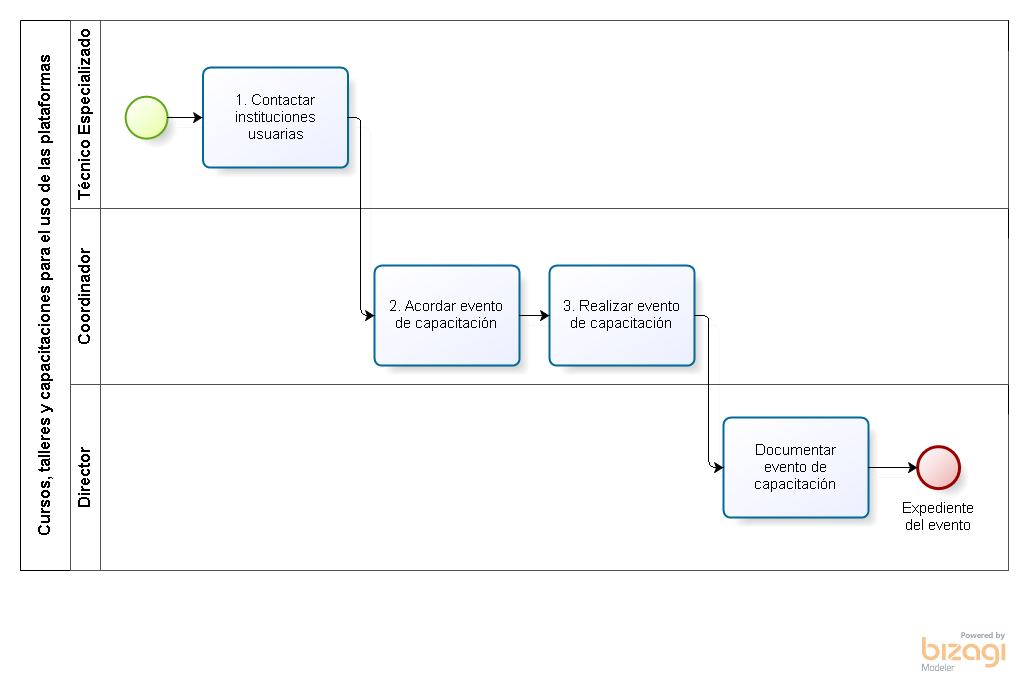 Cursos, talleres y capacitaciones para el uso de las plataformas
Técnico Especializado
1. Contactar
instituciones
usuarias
Coordinador
2. Acordar evento
de capacitación
3. Realizar evento
de capacitación
Director
Documentar
evento de
capacitación
Expediente
del evento
Powered by
bizagi
Modeler